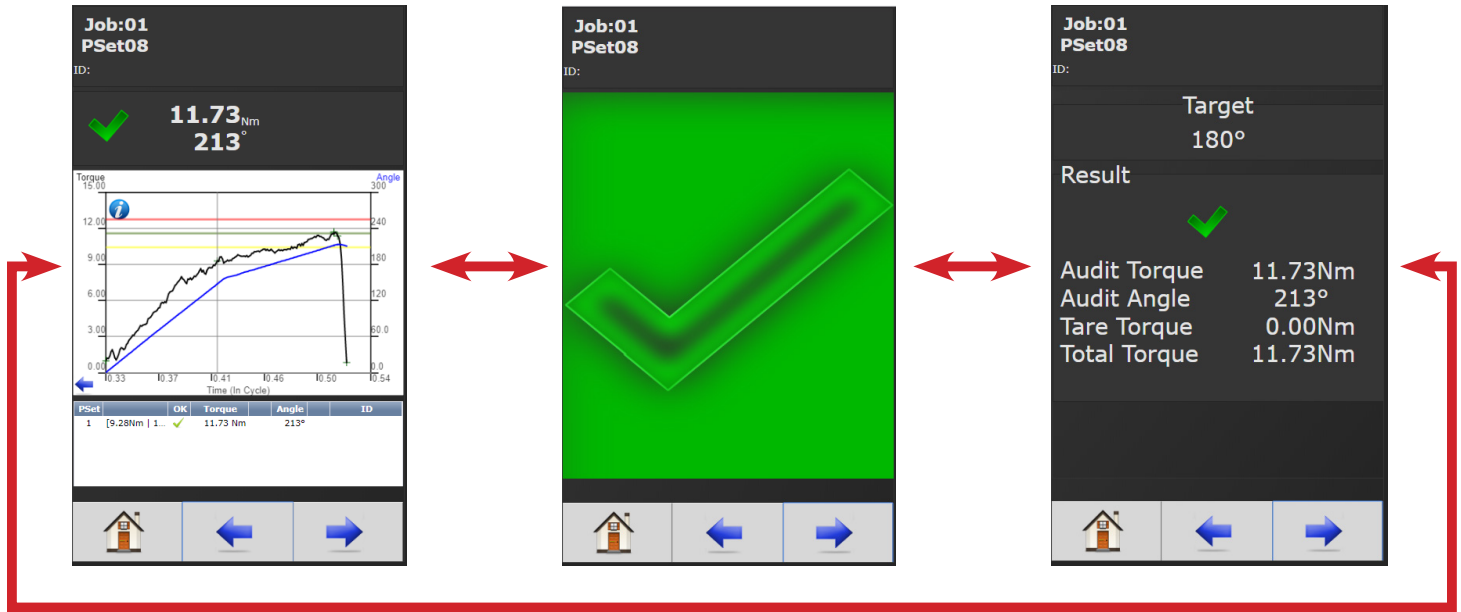 Job:01
PSet08
ID:
11.73Nm
213°
Torque
Angle
15.00
300
12.00
240
9.00
180
6.00
120
3.00
60.0
0.00
0.0
0.33
0.37
0.41
0.46
0.50
0.54
Time (In Cycle)
PSet OK Torque Angle ID
1 [9.28Nm | 1... 11.73 Nm 213°
Job:01
PSet08
ID:
Job:01
PSet08
ID:
Target
180°
Result
Audit Torque 11.73Nm
Audit Angle 213°
Tare Torque 0.00Nm
Total Torque 11.73Nm